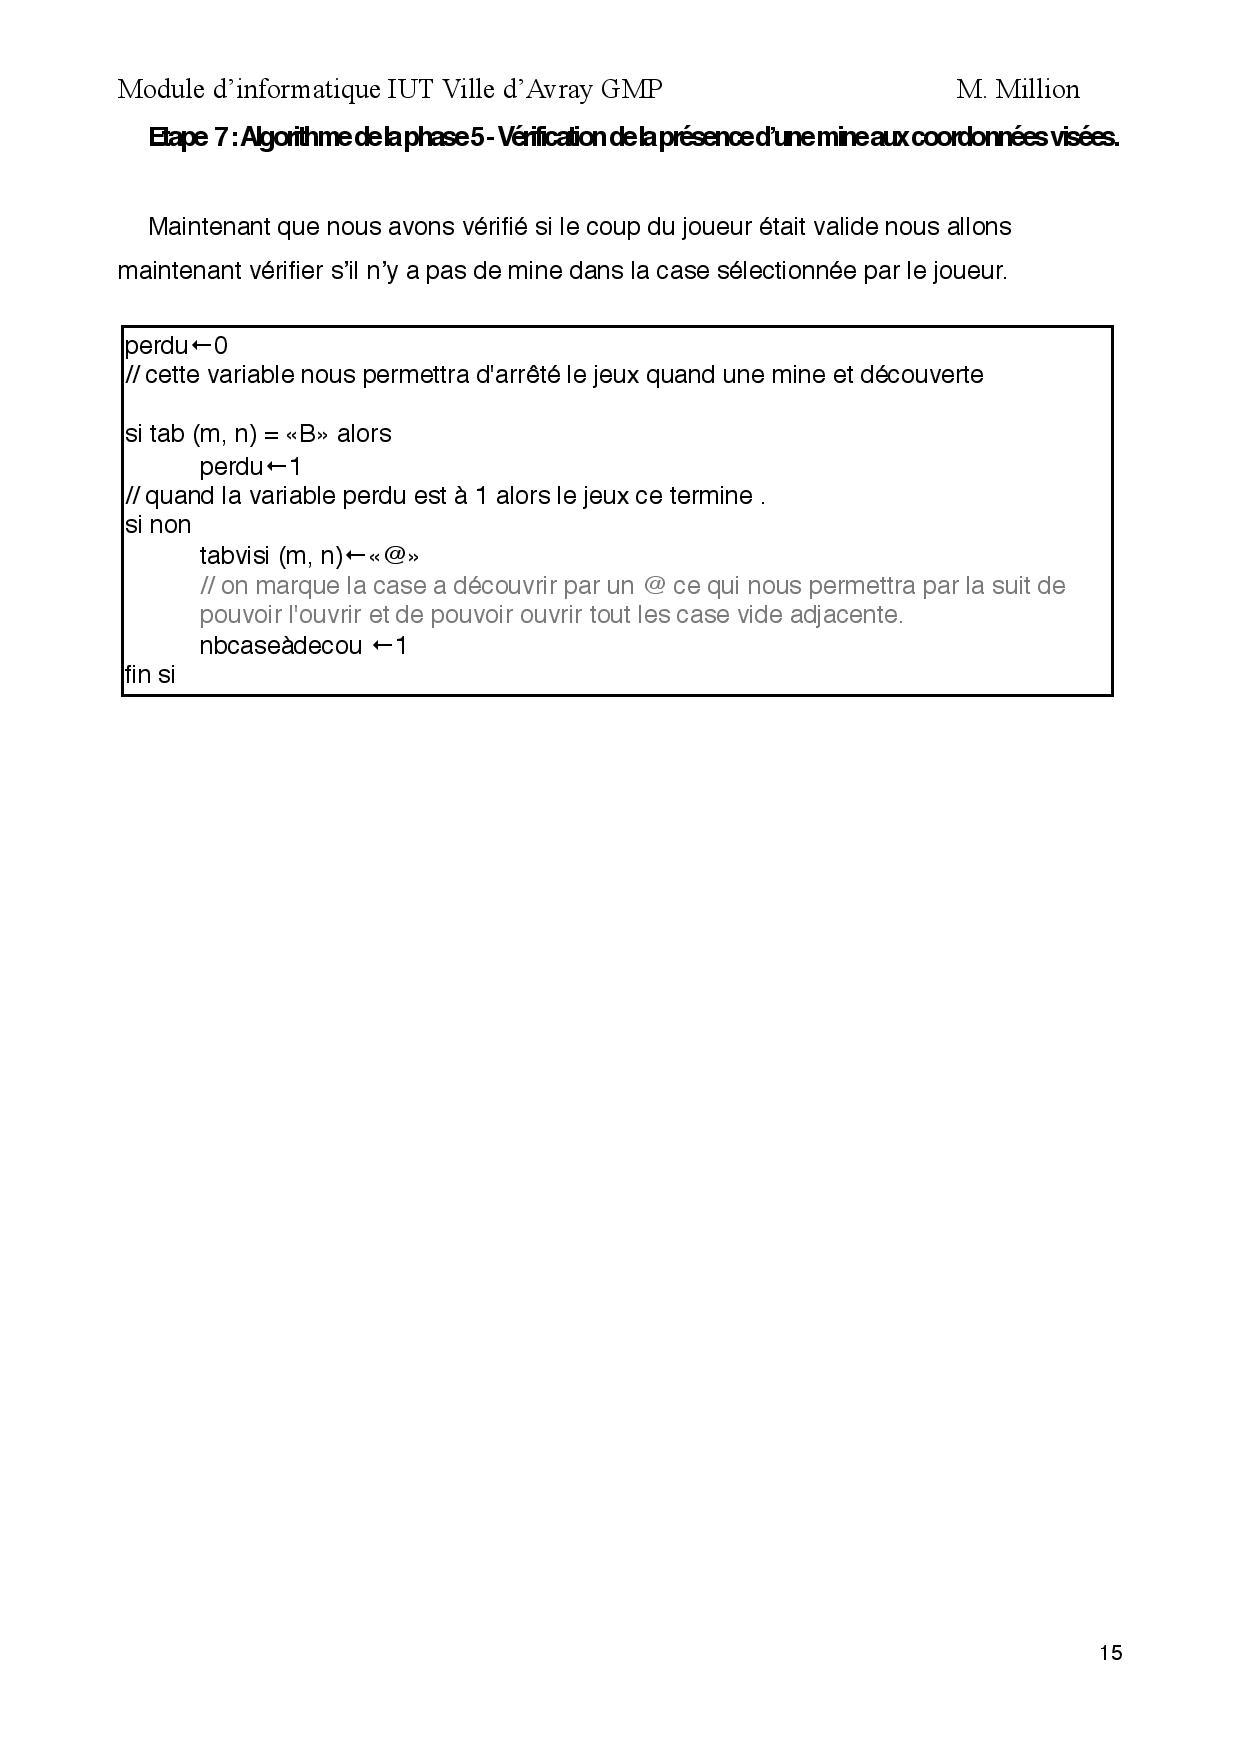 Module d’informatique IUT Ville d’Avray GMP M. Million
Etape 7 : Algorithme de la phase 5 - Vérification de la présence d’une mine aux coordonnées visées.
Maintenant que nous avons vérifié si le coup du joueur était valide nous allons
maintenant vérifier s’il n’y a pas de mine dans la case sélectionnée par le joueur.
perdu←0
// cette variable nous permettra d'arrêté le jeux quand une mine et découverte
si tab (m, n) = «B» alors
perdu←1
// quand la variable perdu est à 1 alors le jeux ce termine .
si non
tabvisi (m, n)←«@»
// on marque la case a découvrir par un @ ce qui nous permettra par la suit de
pouvoir l'ouvrir et de pouvoir ouvrir tout les case vide adjacente.
nbcaseàdecou ←1
fin si
15